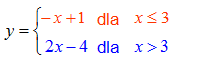 y = { −x+1 dla x ≤ 3
2x−4 dla x > 3